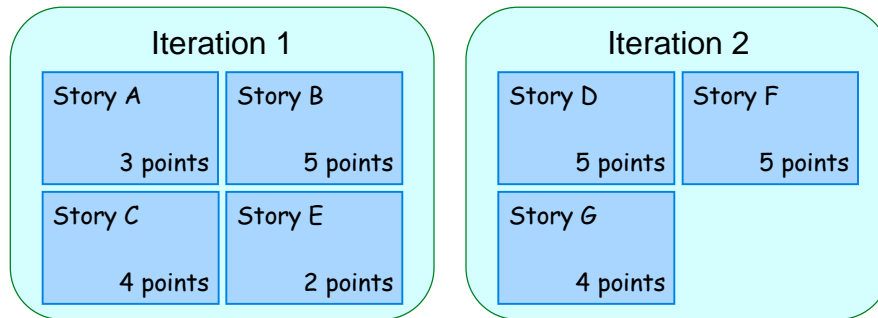 Iteration 1
Story A
3 points
Story B
5 points
Story C
4 points
Story E
2 points
Iteration 2
Story D
5 points
Story F
5 points
Story G
4 points